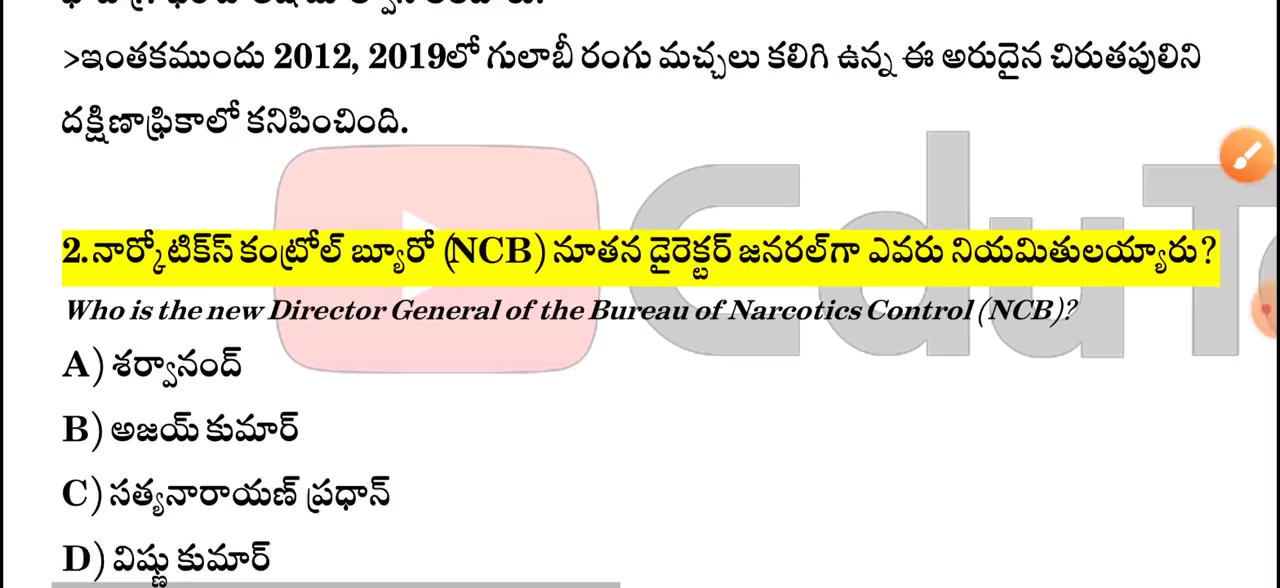 >ఇంతకముందు 2012, 2019లో గులాబీ రంగు మచ్చలు కలిగి ఉన్న ఈ అరుదైన చిరుతపులిని
దక్షిణాఫ్రికాలో కనిపించింది.
2.నార్కోటిక్స్ కంట్రోల్ బ్యూరో (NCB) నూతన డైరెక్టర్ జనరల్‌గా ఎవరు నియమితులయ్యారు?
Who is the new Director General of the Bureau of Narcotics Control (NCB)?
A) శర్వానంద్
B) అజయ్ కుమార్
C) సత్యనారాయణ్ ప్రధాన్
D) విష్ణు కుమార్